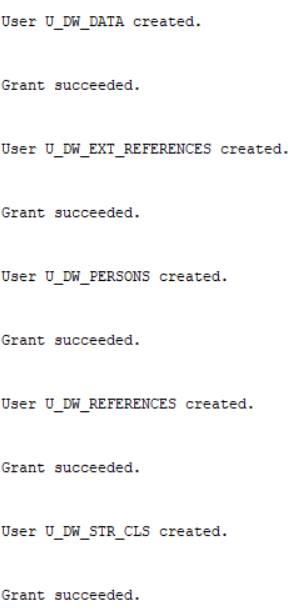 User U_DW_DATA created.
Grant succeeded.
User U_DW_EXT_REFERENCES created.
Grant succeeded.
User U_DW_PERSONS created.
Grant succeeded.
User U_DW_REFERENCES created.
Grant succeeded.
User U_DW_STR_CLS created.
Grant succeeded.